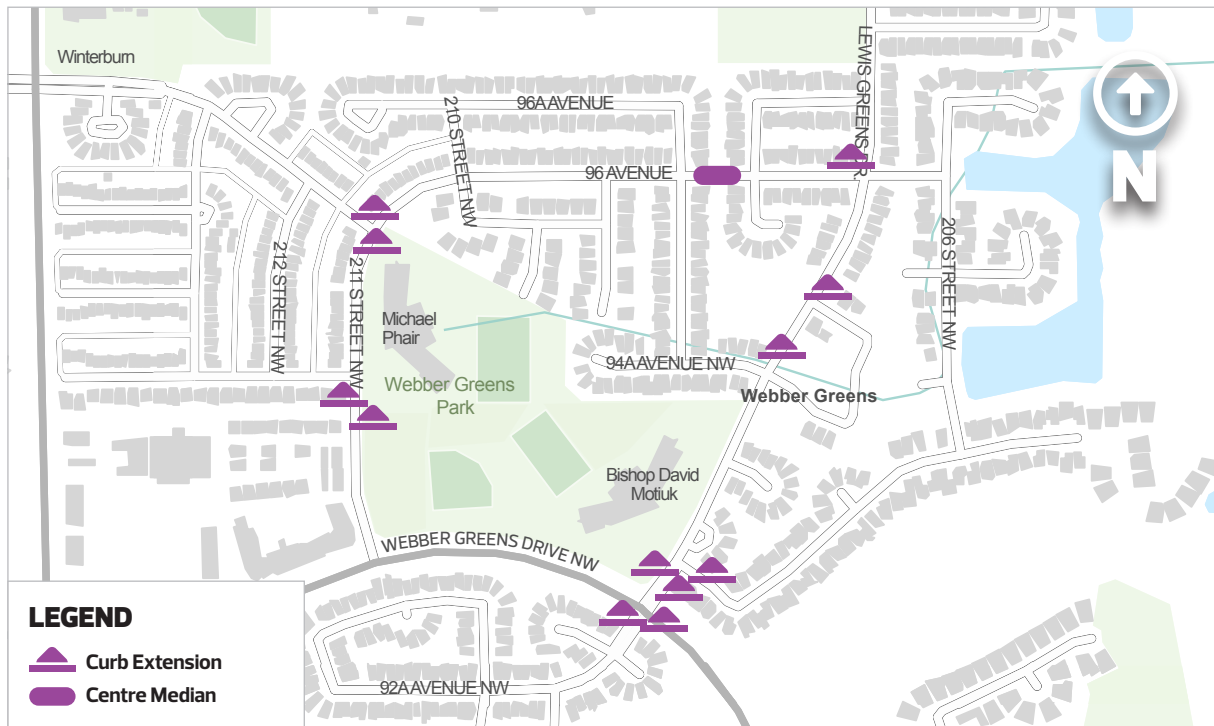 Winterburn
LEWIS GREENS DR.
96A AVENUE
210 STREET NW
96 AVENUE
N
212 STREET NW
211 STREET NW
206 STREET NW
Michael
Phair
94A AVENUE NW
Webber Greens
Park
Webber Greens
Bishop David
Motiuk
WEBBER GREENS DRIVE NW
92A AVENUE NW
LEGEND
Curb Extension
Centre Median